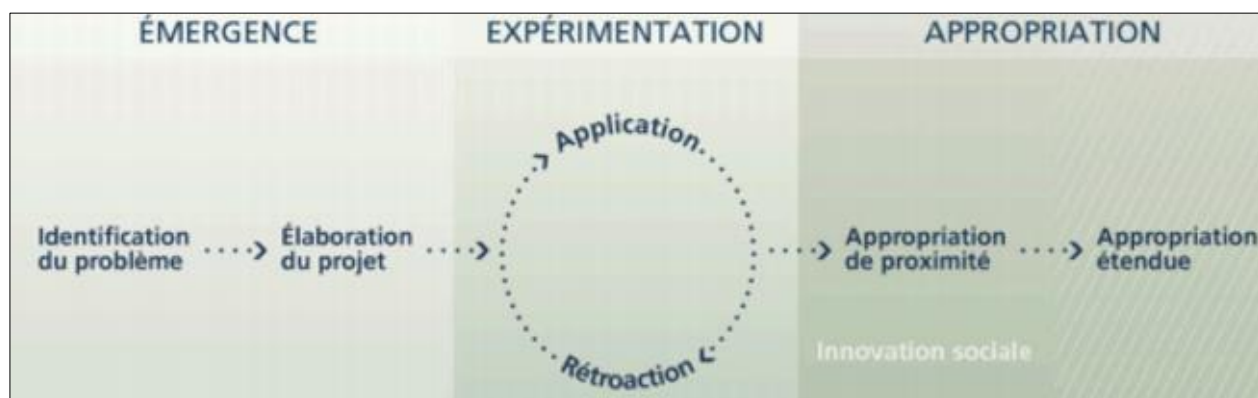 ÉMERGENCE
EXPÉRIMENTATION
APPROPRIATION
Application
Identification
du problème
Élaboration
du projet
Appropriation
de proximité
Appropriation
étendue
Innovation sociale
Rétroaction